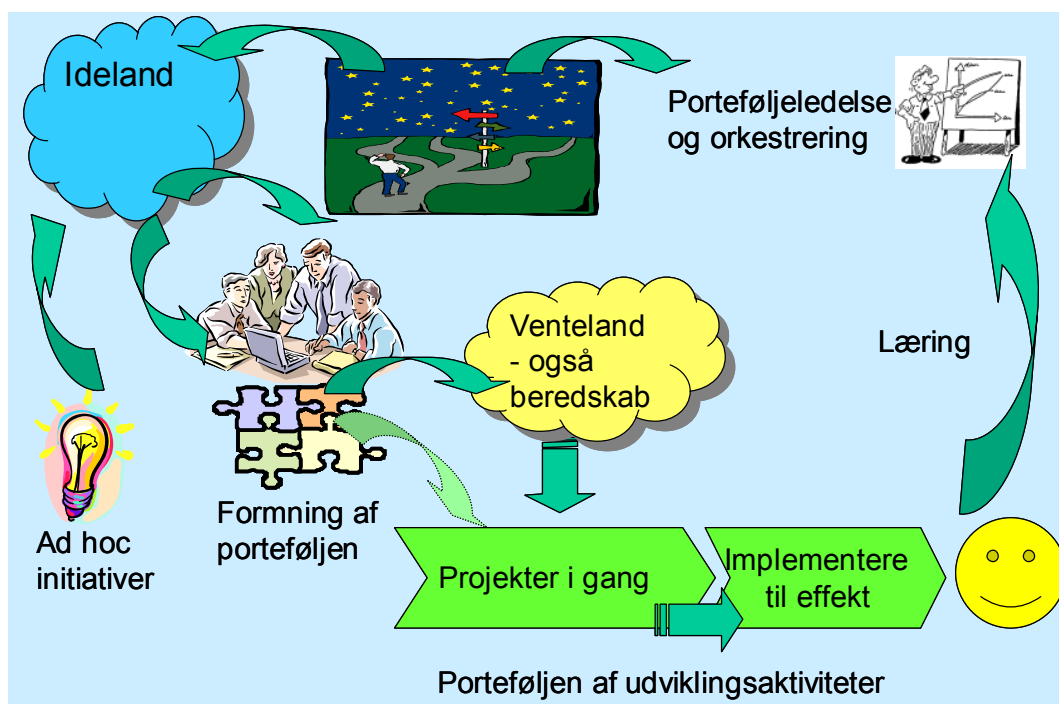 Ideland
Porteføljeledelse
og orkestrering
Venteland
- også
beredskab
Læring
Ad hoc
initiativer
Formning af
porteføljen
Projekter i gang
Implementere
til effekt
Porteføljen af udviklingsaktiviteter